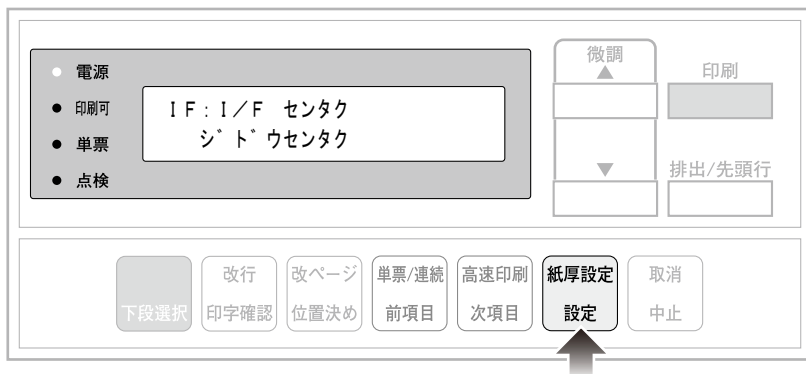 電源
印刷可
単票
点検
IF:I/F センタク
シ゛ト゛ウセンタク
微調
▲
▼
印刷
排出/先頭行
下段選択
改行
印字確認
改ページ
位置決め
単票/連続
前項目
高速印刷
次項目
紙厚設定
設定
取消
中止